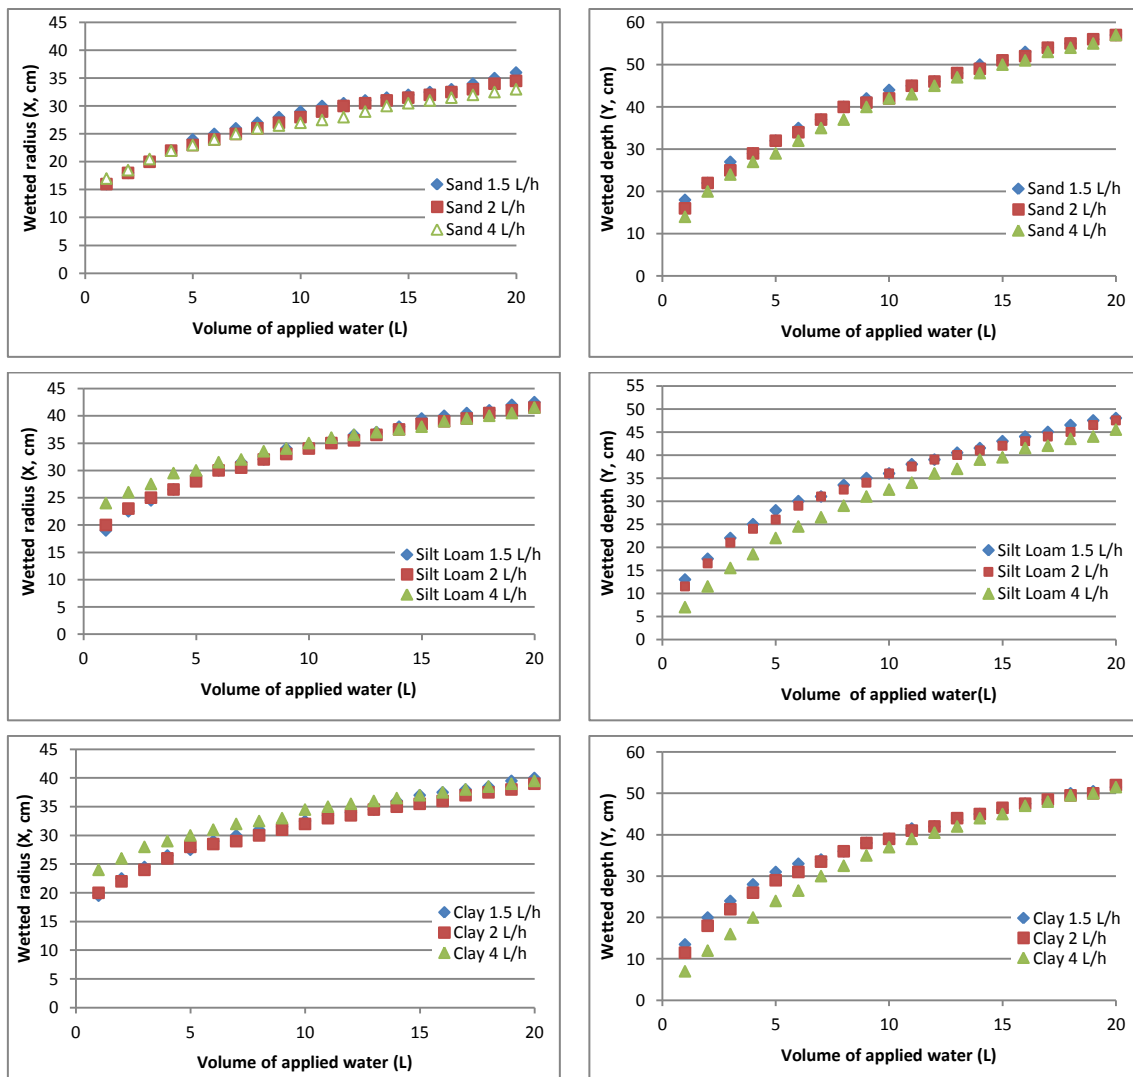 Wetted radius (X, cm)
45
40
35
30
25
20
15
10
5
0
Sand 1.5 L/h
Sand 2 L/h
Sand 4 L/h
0 5 10 15 20
Volume of applied water (L)
Wetted depth (Y, cm)
60
50
40
30
20
10
0
Sand 1.5 L/h
Sand 2 L/h
Sand 4 L/h
0 5 10 15 20
Volume of applied water (L)
Wetted radius (X, cm)
45
40
35
30
25
20
15
10
5
0
Silt Loam 1.5 L/h
Silt Loam 2 L/h
Silt Loam 4 L/h
0 5 10 15 20
Volume of applied water (L)
Wetted depth (Y, cm)
55
50
45
40
35
30
25
20
15
10
5
0
Silt Loam 1.5 L/h
Silt Loam 2 L/h
Silt Loam 4 L/h
0 5 10 15 20
Volume of applied water(L)
Wetted radius (X, cm)
45
40
35
30
25
20
15
10
5
0
Clay 1.5 L/h
Clay 2 L/h
Clay 4 L/h
0 5 10 15 20
Volume of applied water (L)
Wetted depth (Y, cm)
60
50
40
30
20
10
0
Clay 1.5 L/h
Clay 2 L/h
Clay 4 L/h
0 5 10 15 20
Volume of applied water (L)